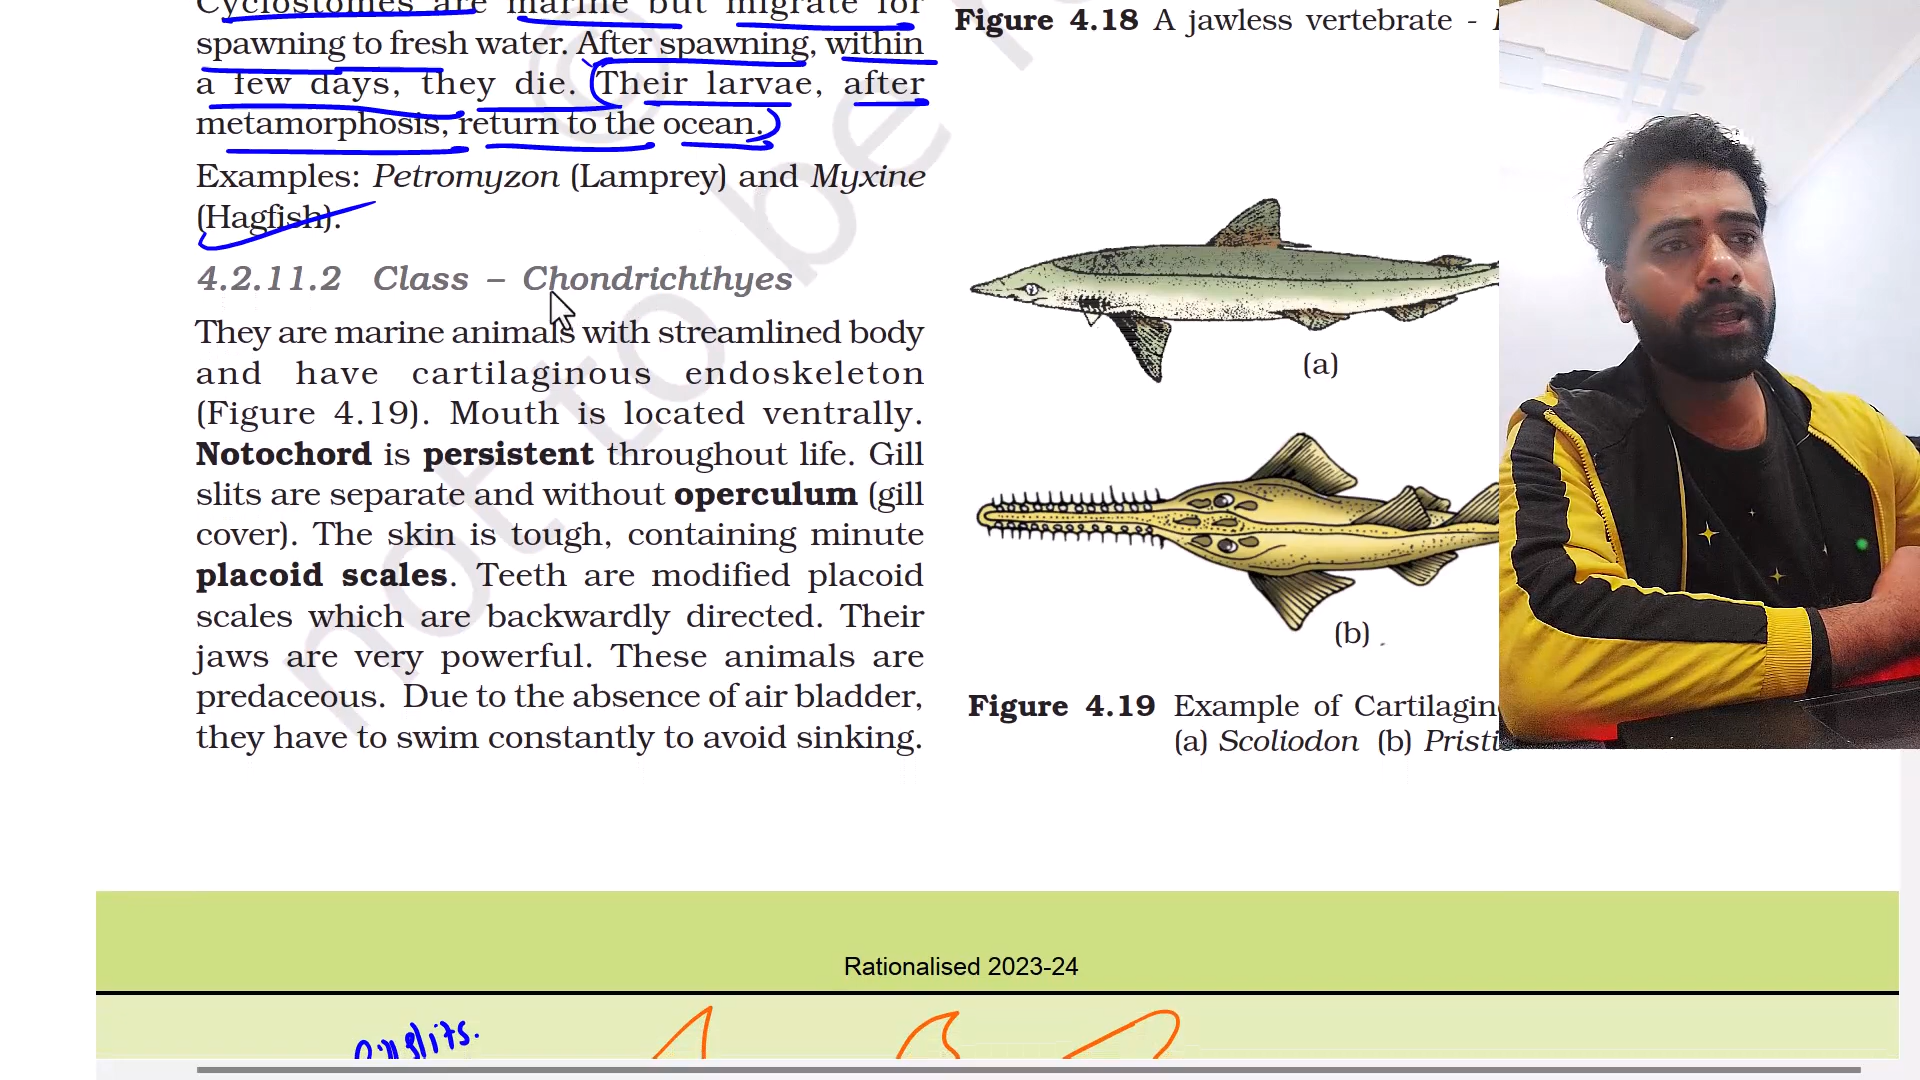 Cyclostomes are marine but migrate for
spawning to fresh water. After spawning, within
a few days, they die. Their larvae, after
metamorphosis, return to the ocean.
Examples: Petromyzon (Lamprey) and Myxine
(Hagfish).
4.2.11.2 Class – Chondrichthyes
They are marine animals with streamlined body
and have cartilaginous endoskeleton
(Figure 4.19). Mouth is located ventrally.
Notochord is persistent throughout life. Gill
slits are separate and without operculum (gill
cover). The skin is tough, containing minute
placoid scales. Teeth are modified placoid
scales which are backwardly directed. Their
jaws are very powerful. These animals are
predaceous. Due to the absence of air bladder,
they have to swim constantly to avoid sinking.
Figure 4.18 A jawless vertebrate -
(a)
(b)
Figure 4.19 Example of Cartilagin
(a) Scoliodon (b) Pristis
not to be
©
Rationalised 2023-24
Gill slits.